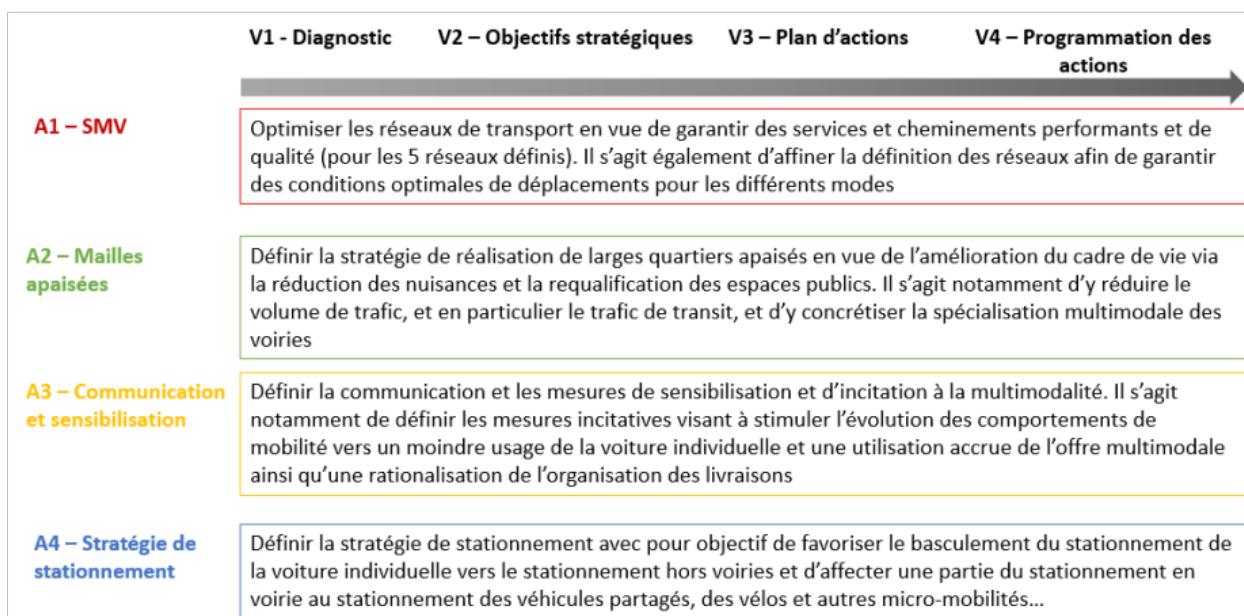 V1 - Diagnostic V2 – Objectifs stratégiques V3 – Plan d’actions V4 – Programmation des
actions
A1 – SMV
Optimiser les réseaux de transport en vue de garantir des services et cheminements performants et de
qualité (pour les 5 réseaux définis). Il s’agit également d’affiner la définition des réseaux afin de garantir
des conditions optimales de déplacements pour les différents modes
A2 – Mailles
apaisées
Définir la stratégie de réalisation de larges quartiers apaisés en vue de l’amélioration du cadre de vie via
la réduction des nuisances et la requalification des espaces publics. Il s’agit notamment d’y réduire le
volume de trafic, et en particulier le trafic de transit, et d’y concrétiser la spécialisation multimodale des
voiries
A3 – Communication
et sensibilisation
Définir la communication et les mesures de sensibilisation et d’incitation à la multimodalité. Il s’agit
notamment de définir les mesures incitatives visant à stimuler l’évolution des comportements de
mobilité vers un moindre usage de la voiture individuelle et une utilisation accrue de l’offre multimodale
ainsi qu’une rationalisation de l’organisation des livraisons
A4 – Stratégie de
stationnement
Définir la stratégie de stationnement avec pour objectif de favoriser le basculement du stationnement de
la voiture individuelle vers le stationnement hors voiries et d’affecter une partie du stationnement en
voirie au stationnement des véhicules partagés, des vélos et autres micro-mobilités…